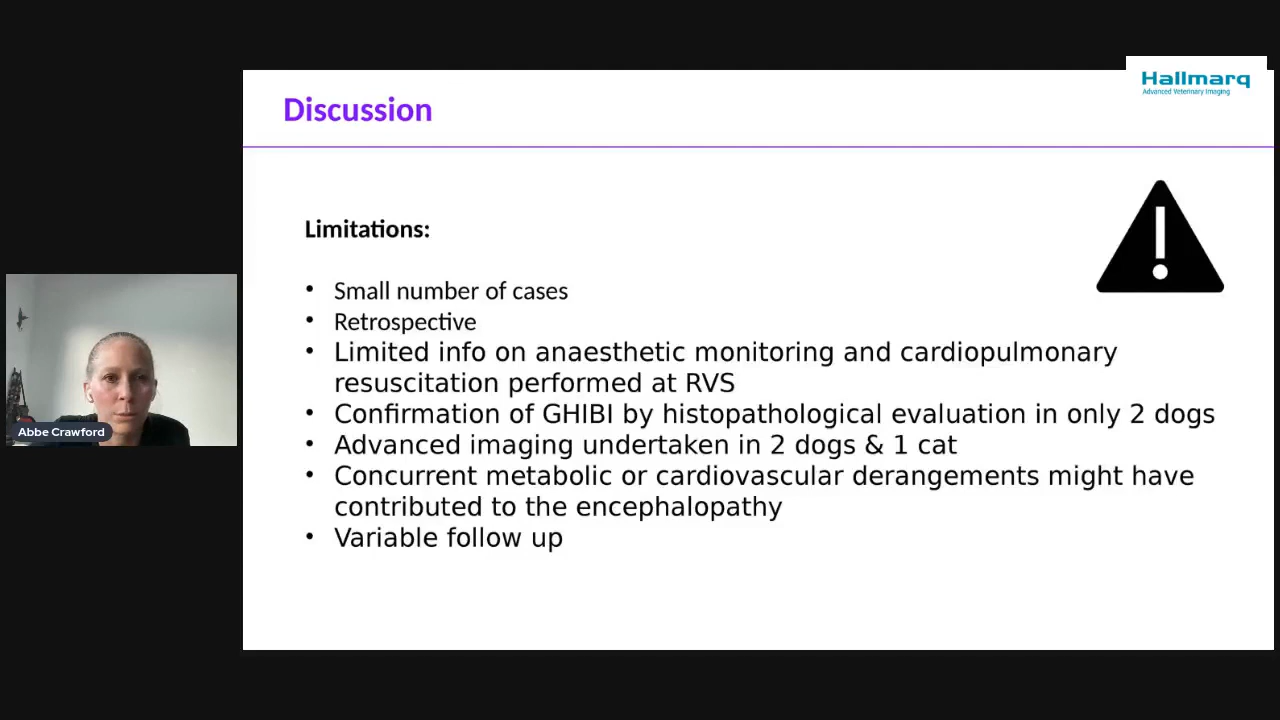 Hallmarq
Advanced Veterinary Imaging
Discussion
Limitations:
• Small number of cases
• Retrospective
• Limited info on anaesthetic monitoring and cardiopulmonary
resuscitation performed at RVS
• Confirmation of GHIBI by histopathological evaluation in only 2 dogs
• Advanced imaging undertaken in 2 dogs & 1 cat
• Concurrent metabolic or cardiovascular derangements might have
contributed to the encephalopathy
• Variable follow up
Abbe Crawford